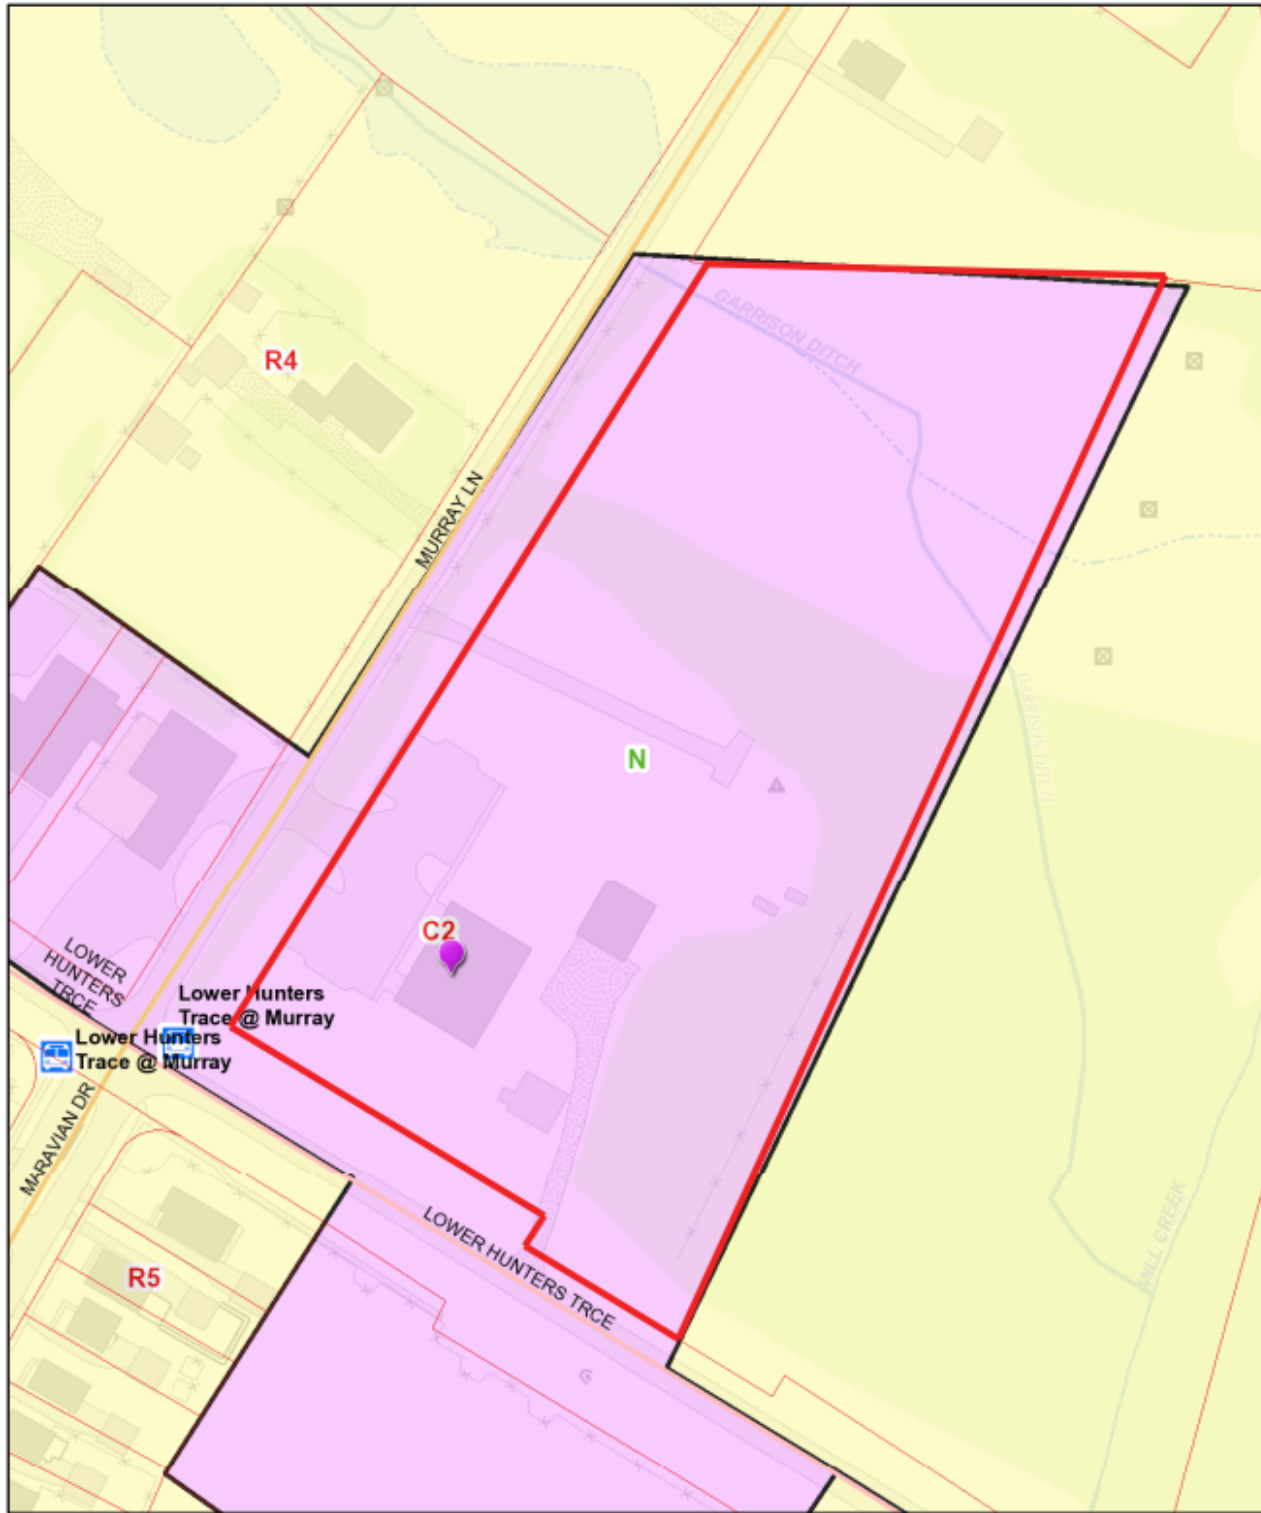 GARRISON DITCH
R4
MURRAY LN
GARRISON DITCH
N
C2
LOWER
HUNTERS
TRCE
Lower Hunters
Trace @ Murray
Lower Hunters
Trace @ Murray
MARAVIAN DR
LOWER HUNTERS TRCE
MILL CREEK
R5